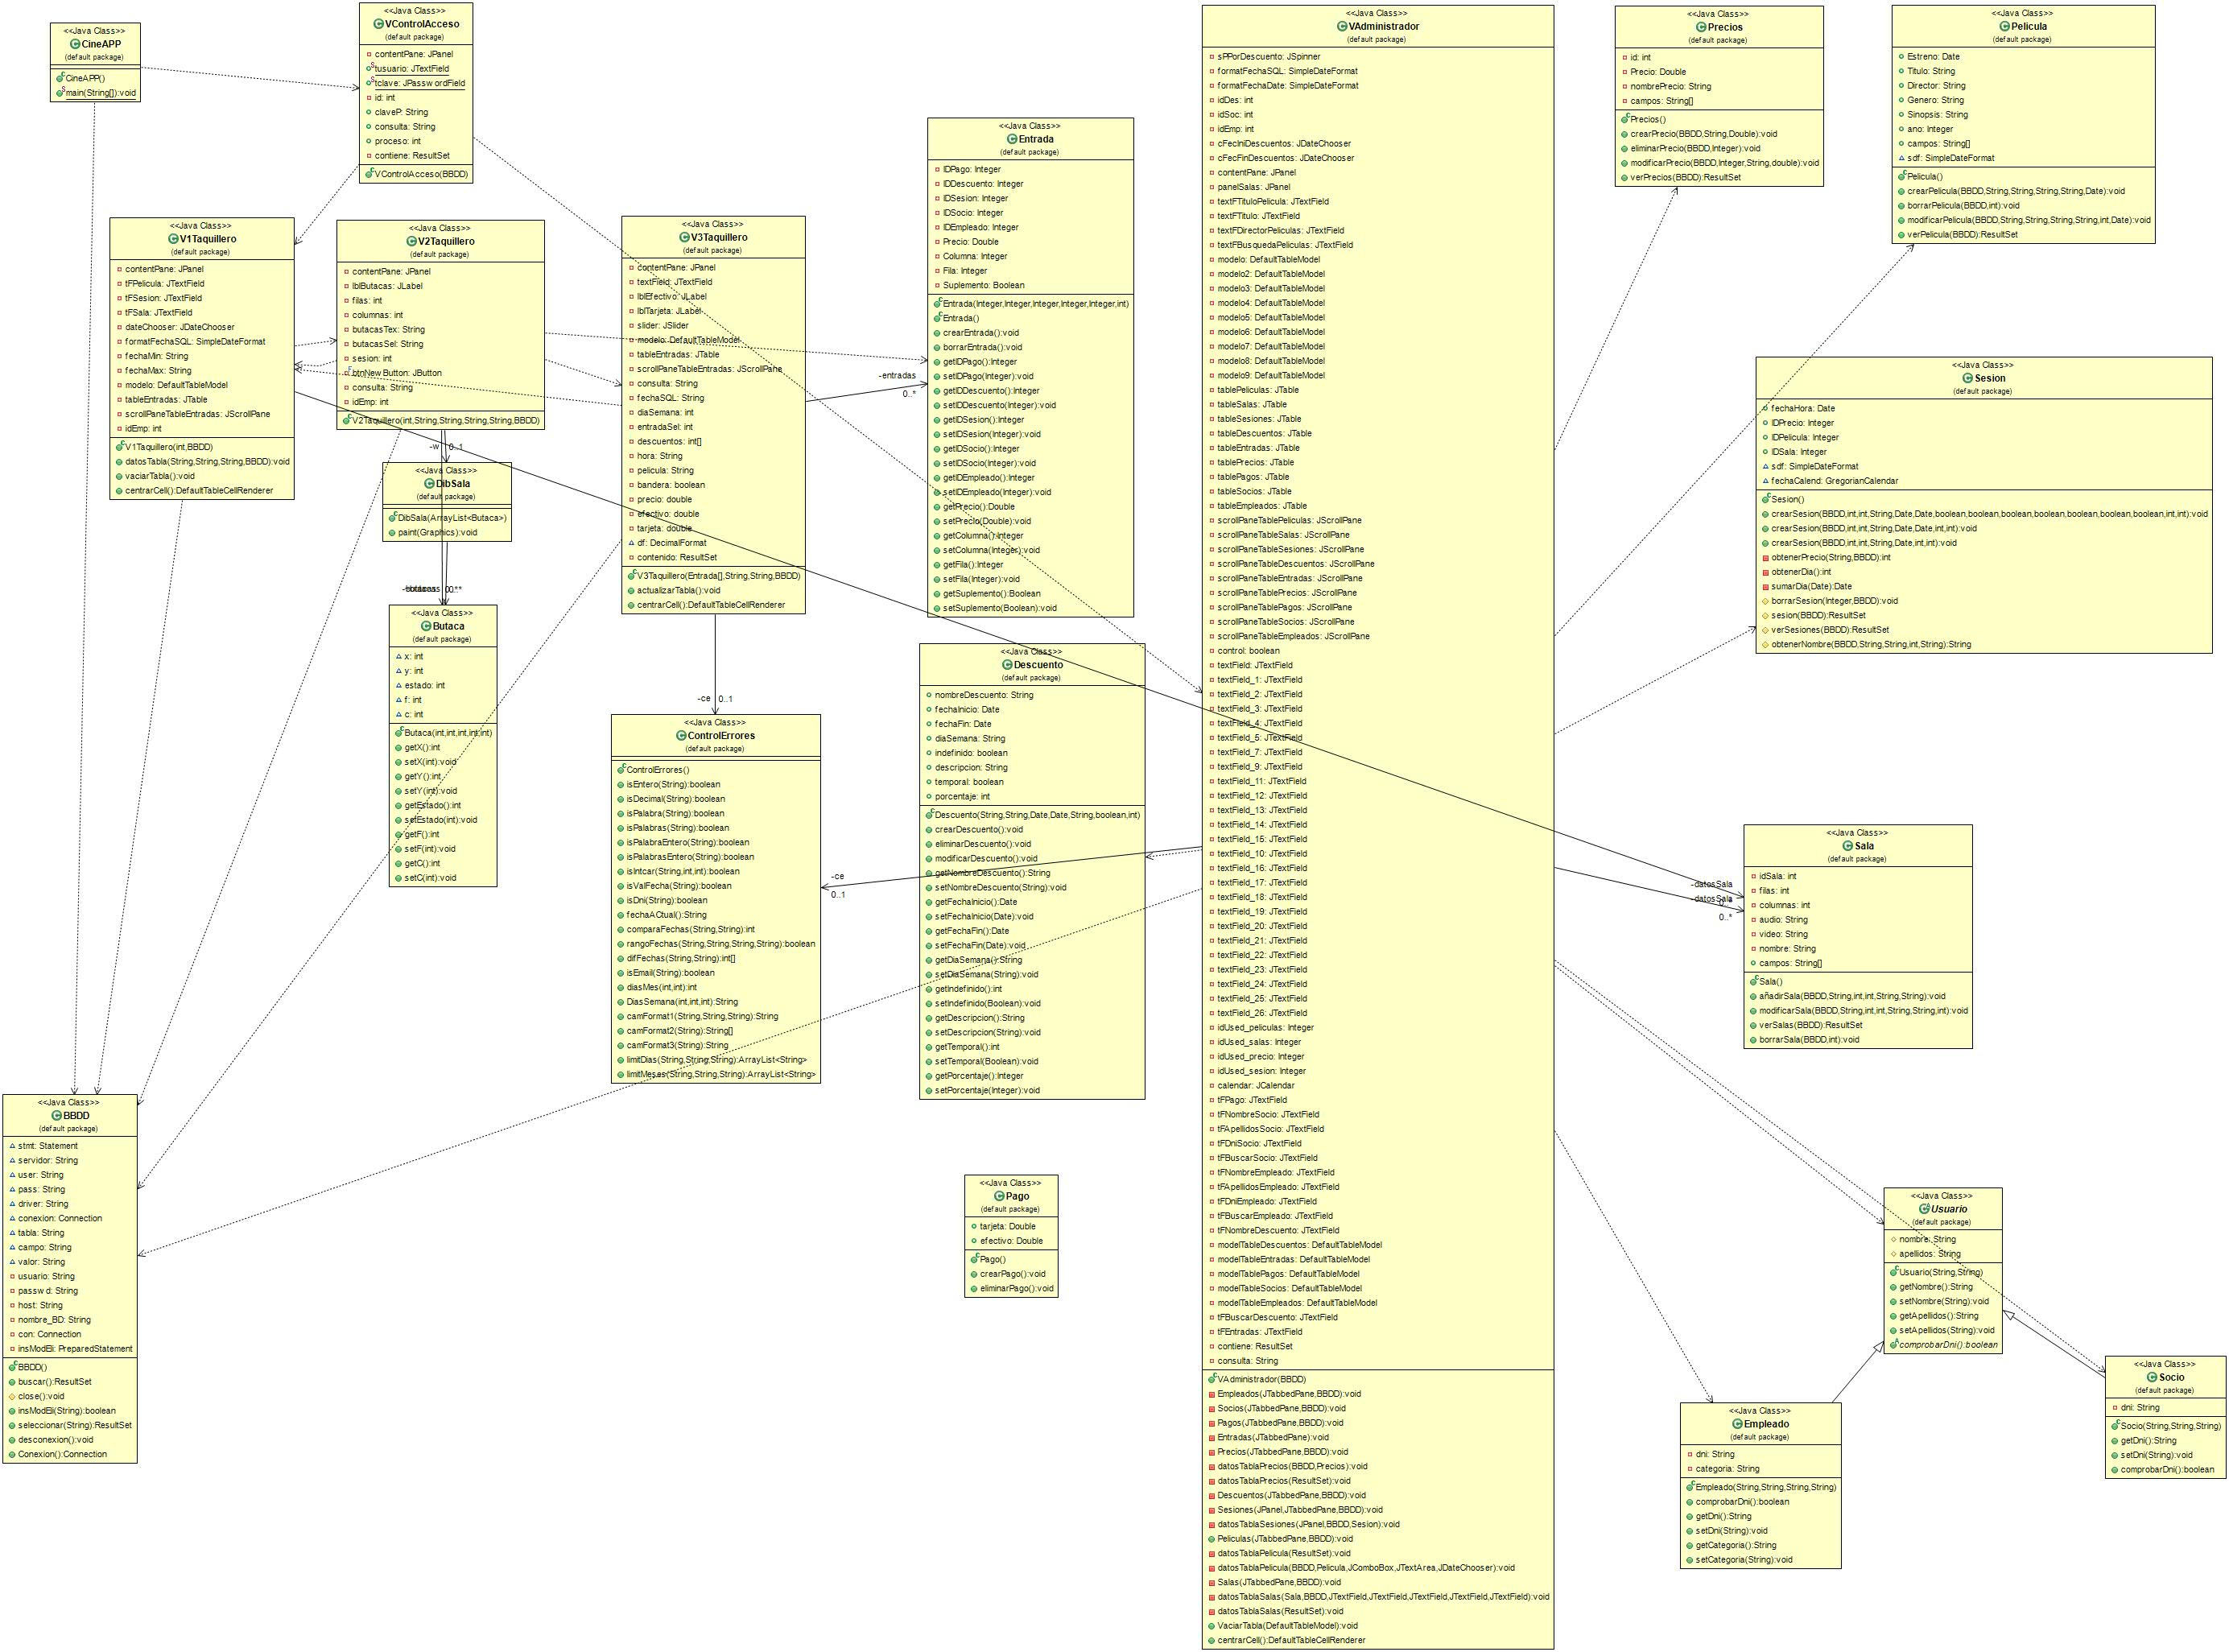 <<Java Class>>
CineAPP
(default package)
CineAPP()
main(String[]):void
<<Java Class>>
VControlAcceso
(default package)
contentPane: JPanel
tusuario: JTextField
tclave: JPasswordField
id: int
claveP: String
consulta: String
proceso: int
contiene: ResultSet
VControlAcceso(BBDD)
<<Java Class>>
V1Taquillero
(default package)
contentPane: JPanel
tFPelicula: JTextField
tFSesion: JTextField
tFSala: JTextField
dateChooser: JDateChooser
formatFechaSQL: SimpleDateFormat
fechaMin: String
fechaMax: String
modelo: DefaultTableModel
tableEntradas: JTable
scrollPaneTableEntradas: JScrollPane
idEmp: int
V1Taquillero(int,BBDD)
datosTabla(String,String,String,BBDD):void
vaciarTabla():void
centrarCell():DefaultTableCellRenderer
<<Java Class>>
V2Taquillero
(default package)
contentPane: JPanel
lblButacas: JLabel
filas: int
columnas: int
butacasTex: String
butacasSel: String
sesion: int
btnNewButton: JButton
consulta: String
idEmp: int
V2Taquillero(int,String,String,String,String,BBDD)
-w 0..1
<<Java Class>>
DibSala
(default package)
DibSala(ArrayList<Butaca>)
paint(Graphics):void
<<Java Class>>
Butaca
(default package)
x: int
y: int
estado: int
f: int
c: int
Butaca(int,int,int,int,int)
getX():int
setX(int):void
getY():int
setY(int):void
getEstado():int
setEstado(int):void
getF():int
setF(int):void
getC():int
setC(int):void
<<Java Class>>
V3Taquillero
(default package)
contentPane: JPanel
textField: JTextField
lblEfectivo: JLabel
lblTarjeta: JLabel
slider: JSlider
modelo: DefaultTableModel
tableEntradas: JTable
scrollPaneTableEntradas: JScrollPane
consulta: String
fechaSQL: String
diaSemana: int
entradaSel: int
descuentos: int[]
hora: String
pelicula: String
bandera: boolean
precio: double
efectivo: double
tarjeta: double
df: DecimalFormat
contenido: ResultSet
V3Taquillero(Entrada[],String,String,BBDD)
actualizarTabla():void
centrarCell():DefaultTableCellRenderer
-entradas
0..*
-ce 0..1
<<Java Class>>
ControlErrores
(default package)
ControlErrores()
isEntero(String):boolean
isDecimal(String):boolean
isPalabra(String):boolean
isPalabras(String):boolean
isPalabraEntero(String):boolean
isPalabrasEntero(String):boolean
isIntcar(String,int,int):boolean
isValFecha(String):boolean
isDni(String):boolean
fechaACtual():String
comparaFechas(String,String):int
rangoFechas(String,String,String,String):boolean
difFechas(String,String):int[]
isEmail(String):boolean
diasMes(int,int):int
DiasSemana(int,int,int):String
camFormat1(String,String,String):String
camFormat2(String):String[]
camFormat3(String):String
limitDias(String,String,String):ArrayList<String>
limitMeses(String,String,String):ArrayList<String>
<<Java Class>>
BBDD
(default package)
stmt: Statement
servidor: String
user: String
pass: String
driver: String
conexion: Connection
tabla: String
campo: String
valor: String
usuario: String
passwd: String
host: String
nombre_BD: String
con: Connection
insModEli: PreparedStatement
BBDD()
buscar():ResultSet
close():void
insModEli(String):boolean
seleccionar(String):ResultSet
desconexion():void
Conexion():Connection
<<Java Class>>
Entrada
(default package)
IDPago: Integer
IDDescuento: Integer
IDSesion: Integer
IDSocio: Integer
IDEmpleado: Integer
Precio: Double
Columna: Integer
Fila: Integer
Suplemento: Boolean
Entrada(Integer,Integer,Integer,Integer,Integer,int)
Entrada()
crearEntrada():void
borrarEntrada():void
getIDPago():Integer
setIDPago(Integer):void
getIDDescuento():Integer
setIDDescuento(Integer):void
getIDSesion():Integer
setIDSesion(Integer):void
getIDSocio():Integer
setIDSocio(Integer):void
getIDEmpleado():Integer
setIDEmpleado(Integer):void
getPrecio():Double
setPrecio(Double):void
getColumna():Integer
setColumna(Integer):void
getFila():Integer
setFila(Integer):void
getSuplemento():Boolean
setSuplemento(Boolean):void
<<Java Class>>
Descuento
(default package)
nombreDescuento: String
fechaInicio: Date
fechaFin: Date
diaSemana: String
indefinido: boolean
descripcion: String
temporal: boolean
porcentaje: int
Descuento(String,String,Date,Date,String,boolean,int)
crearDescuento():void
eliminarDescuento():void
modificarDescuento():void
getNombreDescuento():String
setNombreDescuento(String):void
getFechaInicio():Date
setFechaInicio(Date):void
getFechaFin():Date
setFechaFin(Date):void
getDiaSemana():String
setDiaSemana(String):void
getIndefinido():int
setIndefinido(Boolean):void
getDescripcion():String
setDescripcion(String):void
getTemporal():int
setTemporal(Boolean):void
getPorcentaje():Integer
setPorcentaje(Integer):void
-ce
0..1
<<Java Class>>
Pago
(default package)
tarjeta: Double
efectivo: Double
Pago()
crearPago():void
eliminarPago():void
<<Java Class>>
VAdministrador
(default package)
sPPorDescuento: JSpinner
formatFechaSQL: SimpleDateFormat
formatFechaDate: SimpleDateFormat
idDes: int
idSoc: int
idEmp: int
cFecIniDescuentos: JDateChooser
cFecFinDescuentos: JDateChooser
contentPane: JPanel
panelSalas: JPanel
textFTituloPelicula: JTextField
textFTitulo: JTextField
textFDirectorPeliculas: JTextField
textFBusquedaPeliculas: JTextField
modelo: DefaultTableModel
modelo2: DefaultTableModel
modelo3: DefaultTableModel
modelo4: DefaultTableModel
modelo5: DefaultTableModel
modelo6: DefaultTableModel
modelo7: DefaultTableModel
modelo8: DefaultTableModel
modelo9: DefaultTableModel
tablePeliculas: JTable
tableSalas: JTable
tableSesiones: JTable
tableDescuentos: JTable
tableEntradas: JTable
tablePrecios: JTable
tablePagos: JTable
tableSocios: JTable
tableEmpleados: JTable
scrollPaneTablePeliculas: JScrollPane
scrollPaneTableSalas: JScrollPane
scrollPaneTableSesiones: JScrollPane
scrollPaneTableDescuentos: JScrollPane
scrollPaneTableEntradas: JScrollPane
scrollPaneTablePrecios: JScrollPane
scrollPaneTablePagos: JScrollPane
scrollPaneTableSocios: JScrollPane
scrollPaneTableEmpleados: JScrollPane
control: boolean
textField: JTextField
textField_1: JTextField
textField_2: JTextField
textField_3: JTextField
textField_4: JTextField
textField_5: JTextField
textField_7: JTextField
textField_9: JTextField
textField_11: JTextField
textField_12: JTextField
textField_13: JTextField
textField_14: JTextField
textField_15: JTextField
textField_10: JTextField
textField_16: JTextField
textField_17: JTextField
textField_18: JTextField
textField_19: JTextField
textField_20: JTextField
textField_21: JTextField
textField_22: JTextField
textField_23: JTextField
textField_24: JTextField
textField_25: JTextField
textField_26: JTextField
idUsed_peliculas: Integer
idUsed_salas: Integer
idUsed_precio: Integer
idUsed_sesion: Integer
calendar: JCalendar
tFPago: JTextField
tFNombreSocio: JTextField
tFApellidosSocio: JTextField
tFDniSocio: JTextField
tFBuscarSocio: JTextField
tFNombreEmpleado: JTextField
tFApellidosEmpleado: JTextField
tFDniEmpleado: JTextField
tFBuscarEmpleado: JTextField
tFNombreDescuento: JTextField
modelTableDescuentos: DefaultTableModel
modelTableEntradas: DefaultTableModel
modelTablePagos: DefaultTableModel
modelTableSocios: DefaultTableModel
modelTableEmpleados: DefaultTableModel
tFBuscarDescuento: JTextField
tFEntradas: JTextField
contiene: ResultSet
consulta: String
VAdministrador(BBDD)
Empleados(JTabbedPane,BBDD):void
Socios(JTabbedPane,BBDD):void
Pagos(JTabbedPane,BBDD):void
Entradas(JTabbedPane):void
Precios(JTabbedPane,BBDD):void
datosTablaPrecios(BBDD,Precios):void
datosTablaPrecios(ResultSet):void
Descuentos(JTabbedPane,BBDD):void
Sesiones(JPanel,JTabbedPane,BBDD):void
datosTablaSesiones(JPanel,BBDD,Sesion):void
Peliculas(JTabbedPane,BBDD):void
datosTablaPelicula(ResultSet):void
datosTablaPelicula(BBDD,Pelicula,JComboBox,JTextArea,JDateChooser):void
Salas(JTabbedPane,BBDD):void
datosTablaSalas(Sala,BBDD,JTextField,JTextField,JTextField,JTextField,JTextField):void
datosTablaSalas(ResultSet):void
VaciarTabla(DefaultTableModel):void
centrarCell():DefaultTableCellRenderer
<<Java Class>>
Precios
(default package)
id: int
Precio: Double
nombrePrecio: String
campos: String[]
Precios()
crearPrecio(BBDD,String,Double):void
eliminarPrecio(BBDD,Integer):void
modificarPrecio(BBDD,Integer,String,double):void
verPrecios(BBDD):ResultSet
<<Java Class>>
Pelicula
(default package)
Estreno: Date
Titulo: String
Director: String
Genero: String
Sinopsis: String
ano: Integer
campos: String[]
sdf: SimpleDateFormat
Pelicula()
crearPelicula(BBDD,String,String,String,String,Date):void
borrarPelicula(BBDD,int):void
modificarPelicula(BBDD,String,String,String,String,int,Date):void
verPelicula(BBDD):ResultSet
<<Java Class>>
Sesion
(default package)
fechaHora: Date
IDPrecio: Integer
IDPelicula: Integer
IDSala: Integer
sdf: SimpleDateFormat
fechaCalend: GregorianCalendar
Sesion()
crearSesion(BBDD,int,int,String,Date,Date,boolean,boolean,boolean,boolean,boolean,boolean,boolean,int,int):void
crearSesion(BBDD,int,int,String,Date,Date,int,int):void
crearSesion(BBDD,int,int,String,Date,int,int):void
obtenerPrecio(String,BBDD):int
obtenerDia():int
sumarDia(Date):Date
borrarSesion(Integer,BBDD):void
sesion(BBDD):ResultSet
verSesiones(BBDD):ResultSet
obtenerNombre(BBDD,String,String,int,String):String
-datosSala
-datosSala
0..*
<<Java Class>>
Sala
(default package)
idSala: int
filas: int
columnas: int
audio: String
video: String
nombre: String
campos: String[]
Sala()
añadirSala(BBDD,String,int,int,String,String):void
modificarSala(BBDD,String,int,int,String,String,int):void
verSalas(BBDD):ResultSet
borrarSala(BBDD,int):void
<<Java Class>>
Usuario
(default package)
nombre: String
apellidos: String
Usuario(String,String)
getNombre():String
setNombre(String):void
getApellidos():String
setApellidos(String):void
comprobarDni():boolean
<<Java Class>>
Socio
(default package)
dni: String
Socio(String,String,String)
getDni():String
setDni(String):void
comprobarDni():boolean
<<Java Class>>
Empleado
(default package)
dni: String
categoria: String
Empleado(String,String,String,String)
comprobarDni():boolean
getDni():String
setDni(String):void
getCategoria():String
setCategoria(String):void